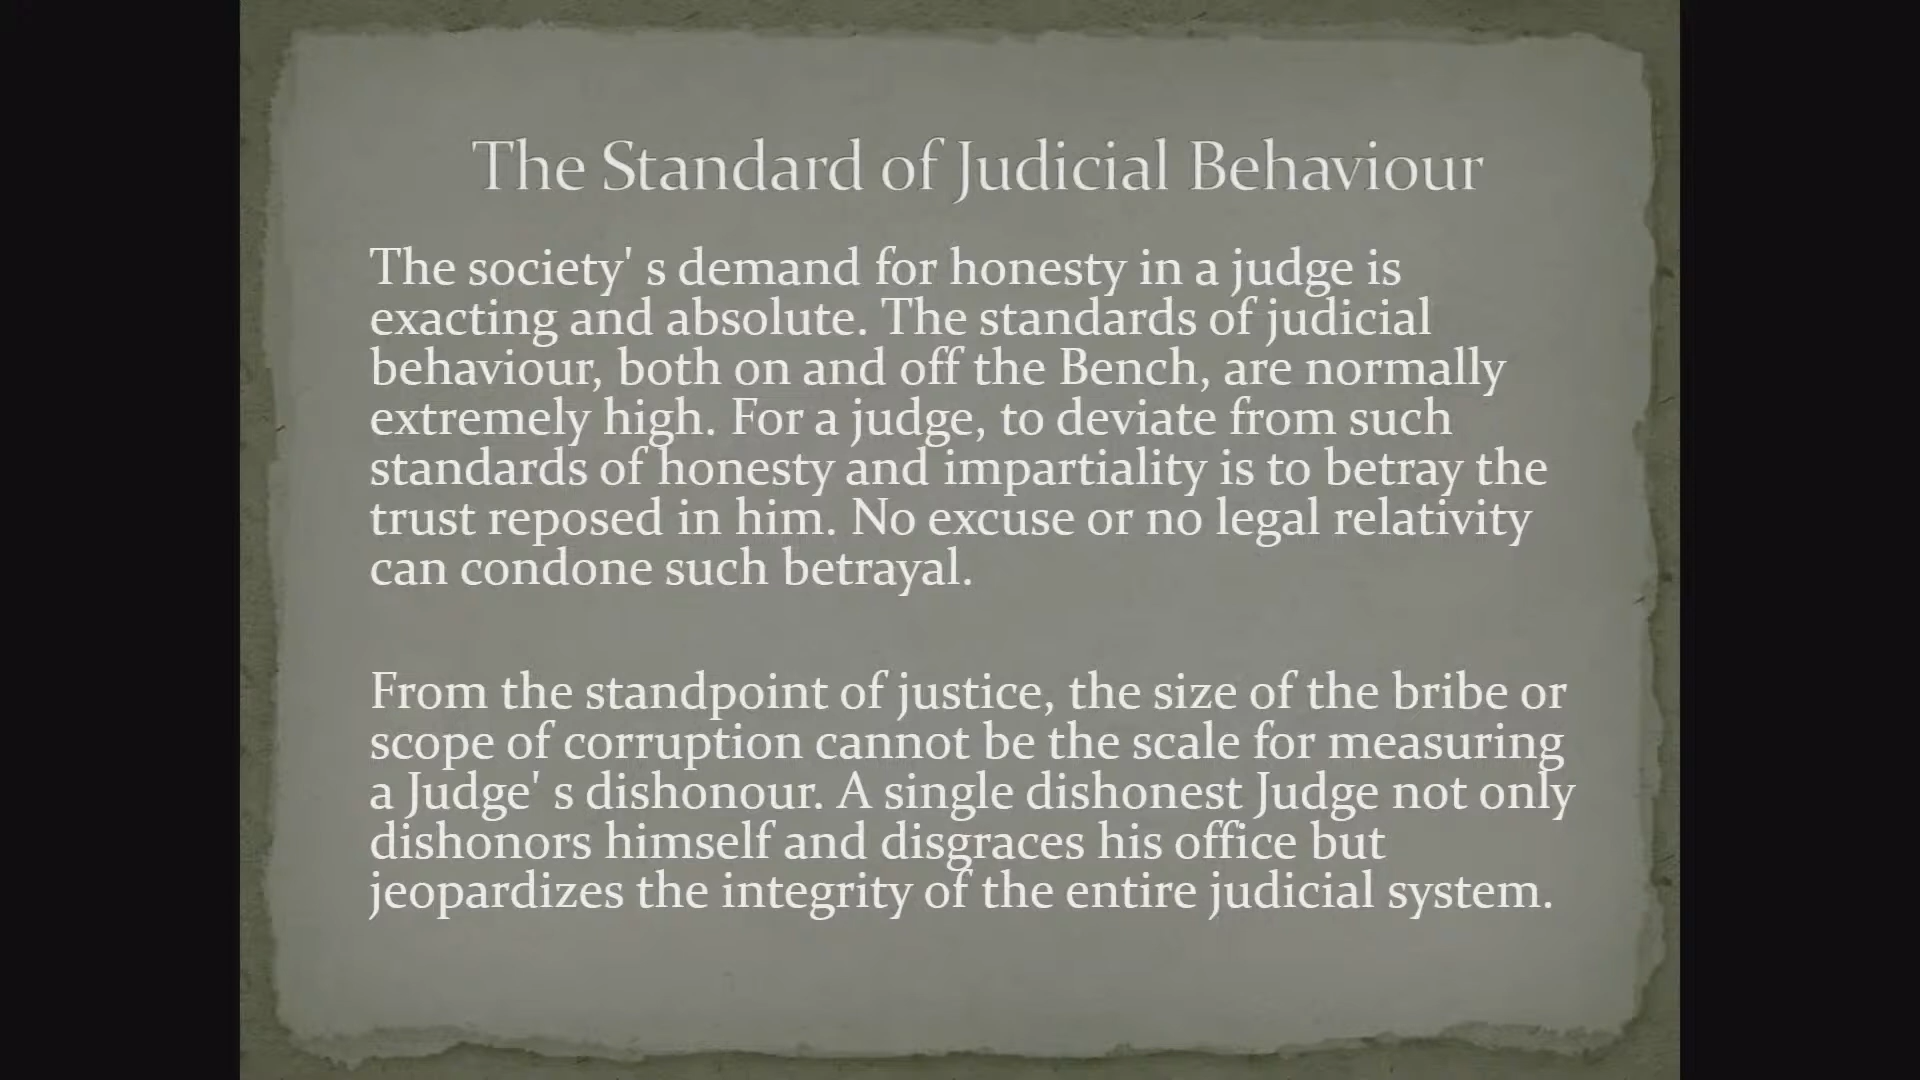 The Standard of Judicial Behaviour
The society' s demand for honesty in a judge is
exacting and absolute. The standards of judicial
behaviour, both on and off the Bench, are normally
extremely high. For a judge, to deviate from such
standards of honesty and impartiality is to betray the
trust reposed in him. No excuse or no legal relativity
can condone such betrayal.
From the standpoint of justice, the size of the bribe or
scope of corruption cannot be the scale for measuring
a Judge' s dishonour. A single dishonest Judge not only
dishonors himself and disgraces his office but
jeopardizes the integrity of the entire judicial system.